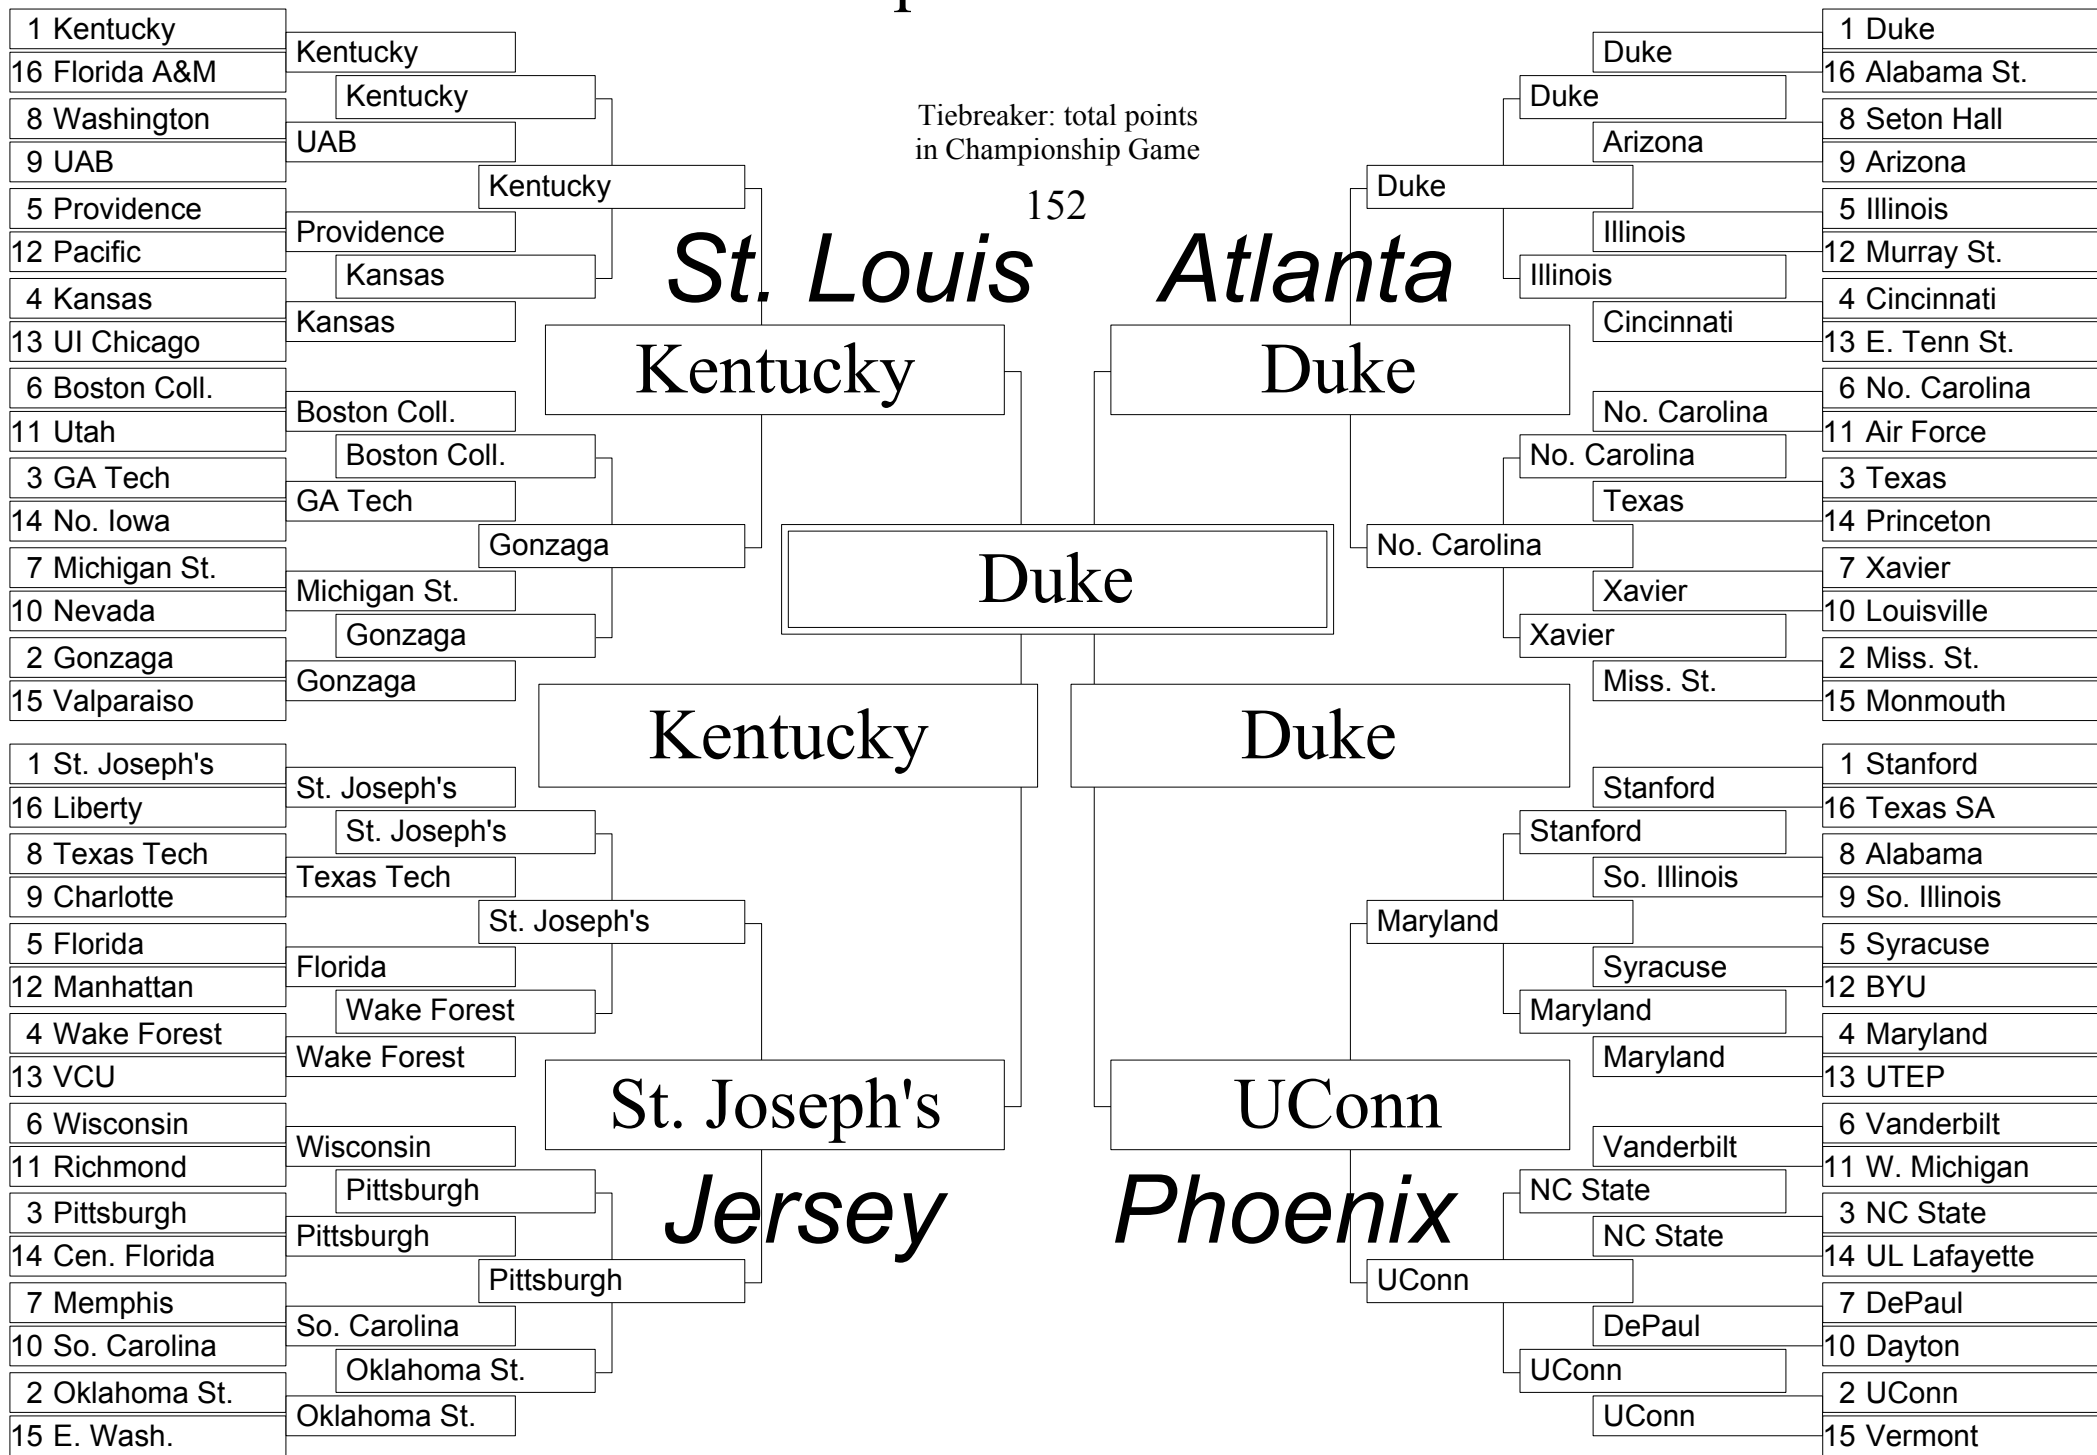 1 Kentucky
16 Florida A&M
8 Washington
9 UAB
5 Providence
12 Pacific
4 Kansas
13 UI Chicago
6 Boston Coll.
11 Utah
3 GA Tech
14 No. Iowa
7 Michigan St.
10 Nevada
2 Gonzaga
15 Valparaiso
1 St. Joseph's
16 Liberty
8 Texas Tech
9 Charlotte
5 Florida
12 Manhattan
4 Wake Forest
13 VCU
6 Wisconsin
11 Richmond
3 Pittsburgh
14 Cen. Florida
7 Memphis
10 So. Carolina
2 Oklahoma St.
15 E. Wash.
Kentucky
UAB
Providence
Kansas
Boston Coll.
GA Tech
Michigan St.
Gonzaga
St. Joseph's
Texas Tech
Florida
Wake Forest
Wisconsin
Pittsburgh
So. Carolina
Oklahoma St.
Kentucky
Kansas
Boston Coll.
Gonzaga
St. Joseph's
Wake Forest
Pittsburgh
Oklahoma St.
Kentucky
Gonzaga
St. Joseph's
Pittsburgh
Tiebreaker: total points
in Championship Game
152
St. Louis
Atlanta
Kentucky
Duke
Duke
Kentucky
Duke
St. Joseph's
UConn
Jersey
Phoenix
Duke
No. Carolina
Maryland
UConn
Duke
Illinois
No. Carolina
Xavier
Stanford
Maryland
NC State
UConn
Duke
Arizona
Illinois
Cincinnati
No. Carolina
Texas
Xavier
Miss. St.
Stanford
So. Illinois
Syracuse
Maryland
Vanderbilt
NC State
DePaul
UConn
1 Duke
16 Alabama St.
8 Seton Hall
9 Arizona
5 Illinois
12 Murray St.
4 Cincinnati
13 E. Tenn St.
6 No. Carolina
11 Air Force
3 Texas
14 Princeton
7 Xavier
10 Louisville
2 Miss. St.
15 Monmouth
1 Stanford
16 Texas SA
8 Alabama
9 So. Illinois
5 Syracuse
12 BYU
4 Maryland
13 UTEP
6 Vanderbilt
11 W. Michigan
3 NC State
14 UL Lafayette
7 DePaul
10 Dayton
2 UConn
15 Vermont